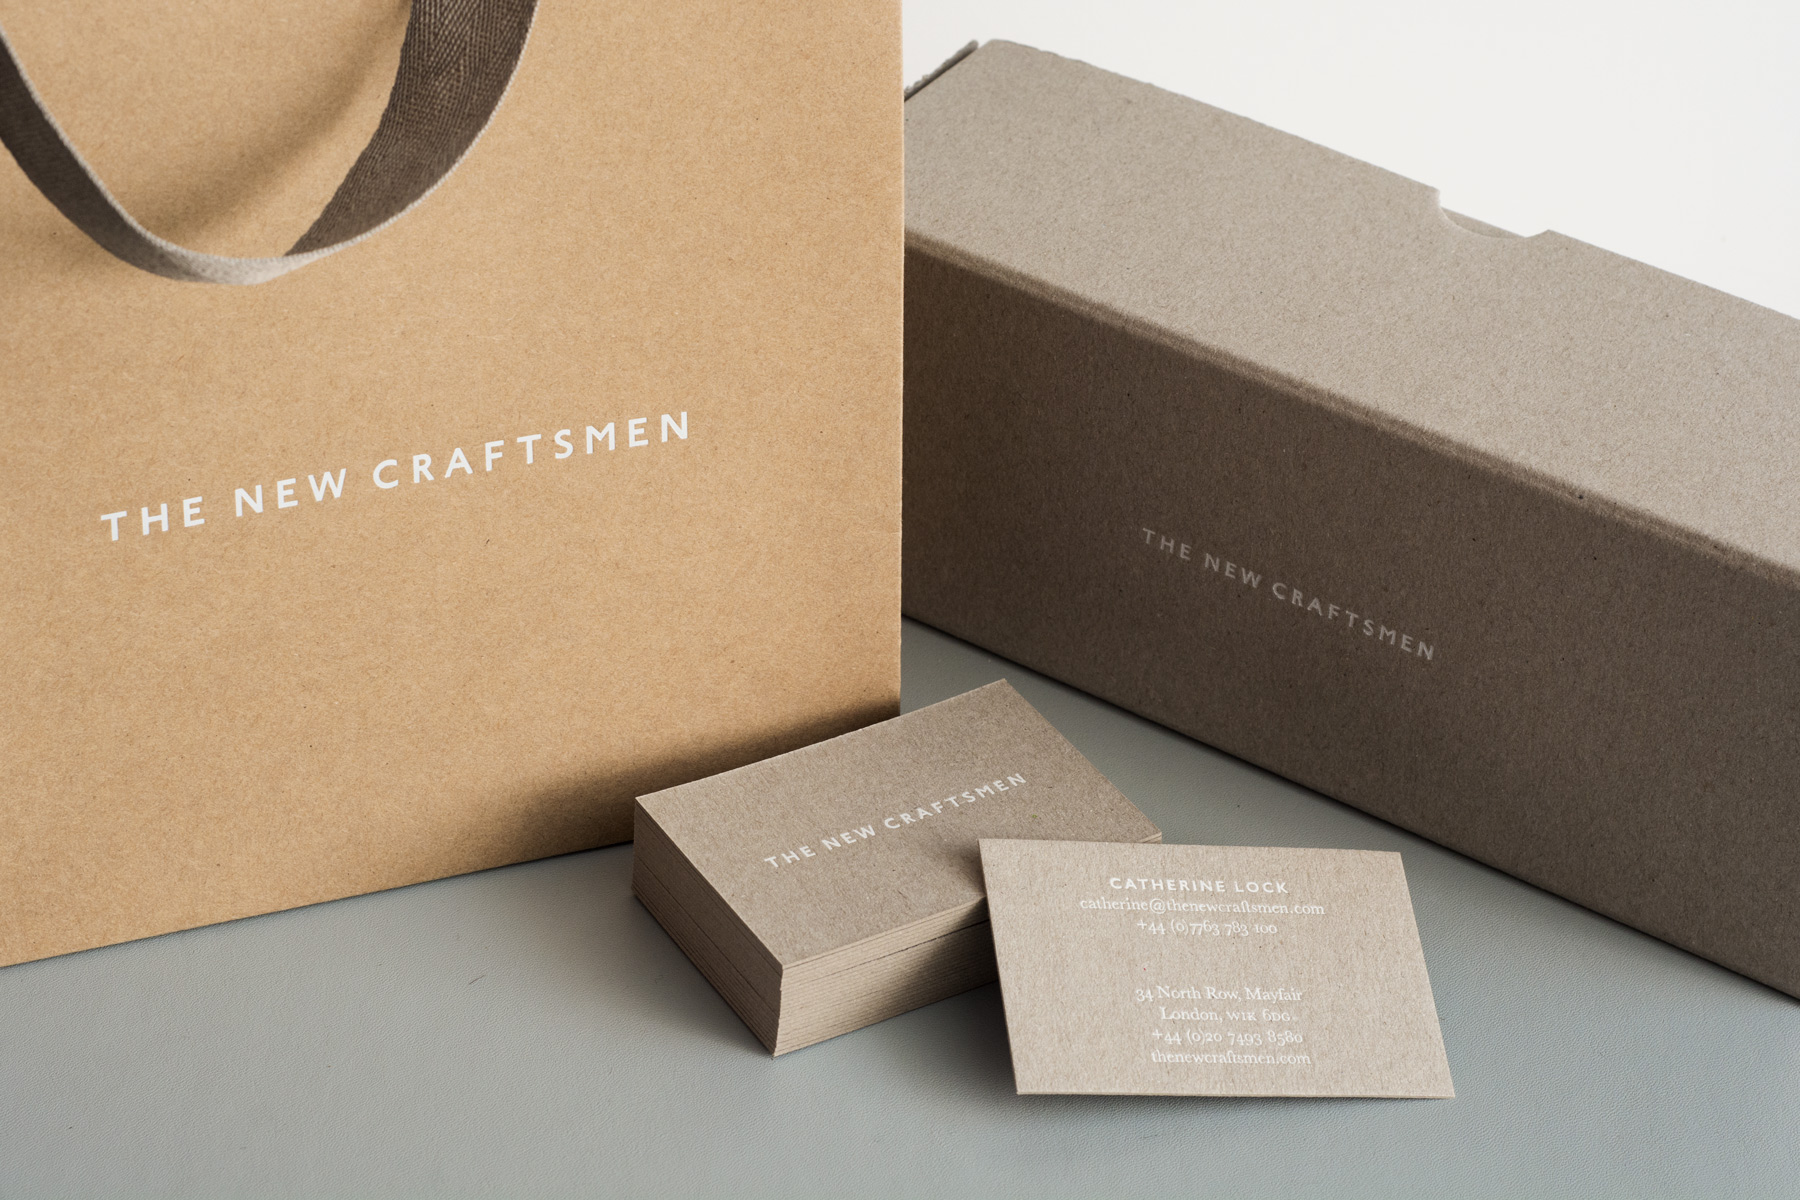 THE NEW CRAFTSMEN
THE NEW CRAFTSMEN
THE NEW CRAFTSMEN
CATHERINE LOCK
catherine@thenewcraftsmen.com
+44 (0)7763 783 100
34 North Row, Mayfair
London, W1K 6DG
+44 (0)20 7493 8580
thenewcraftsmen.com